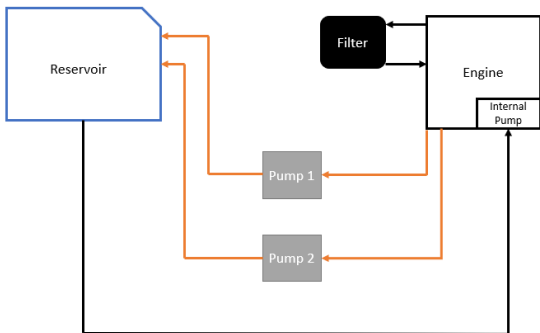 Reservoir
Filter
Engine
Internal
Pump
Pump 1
Pump 2